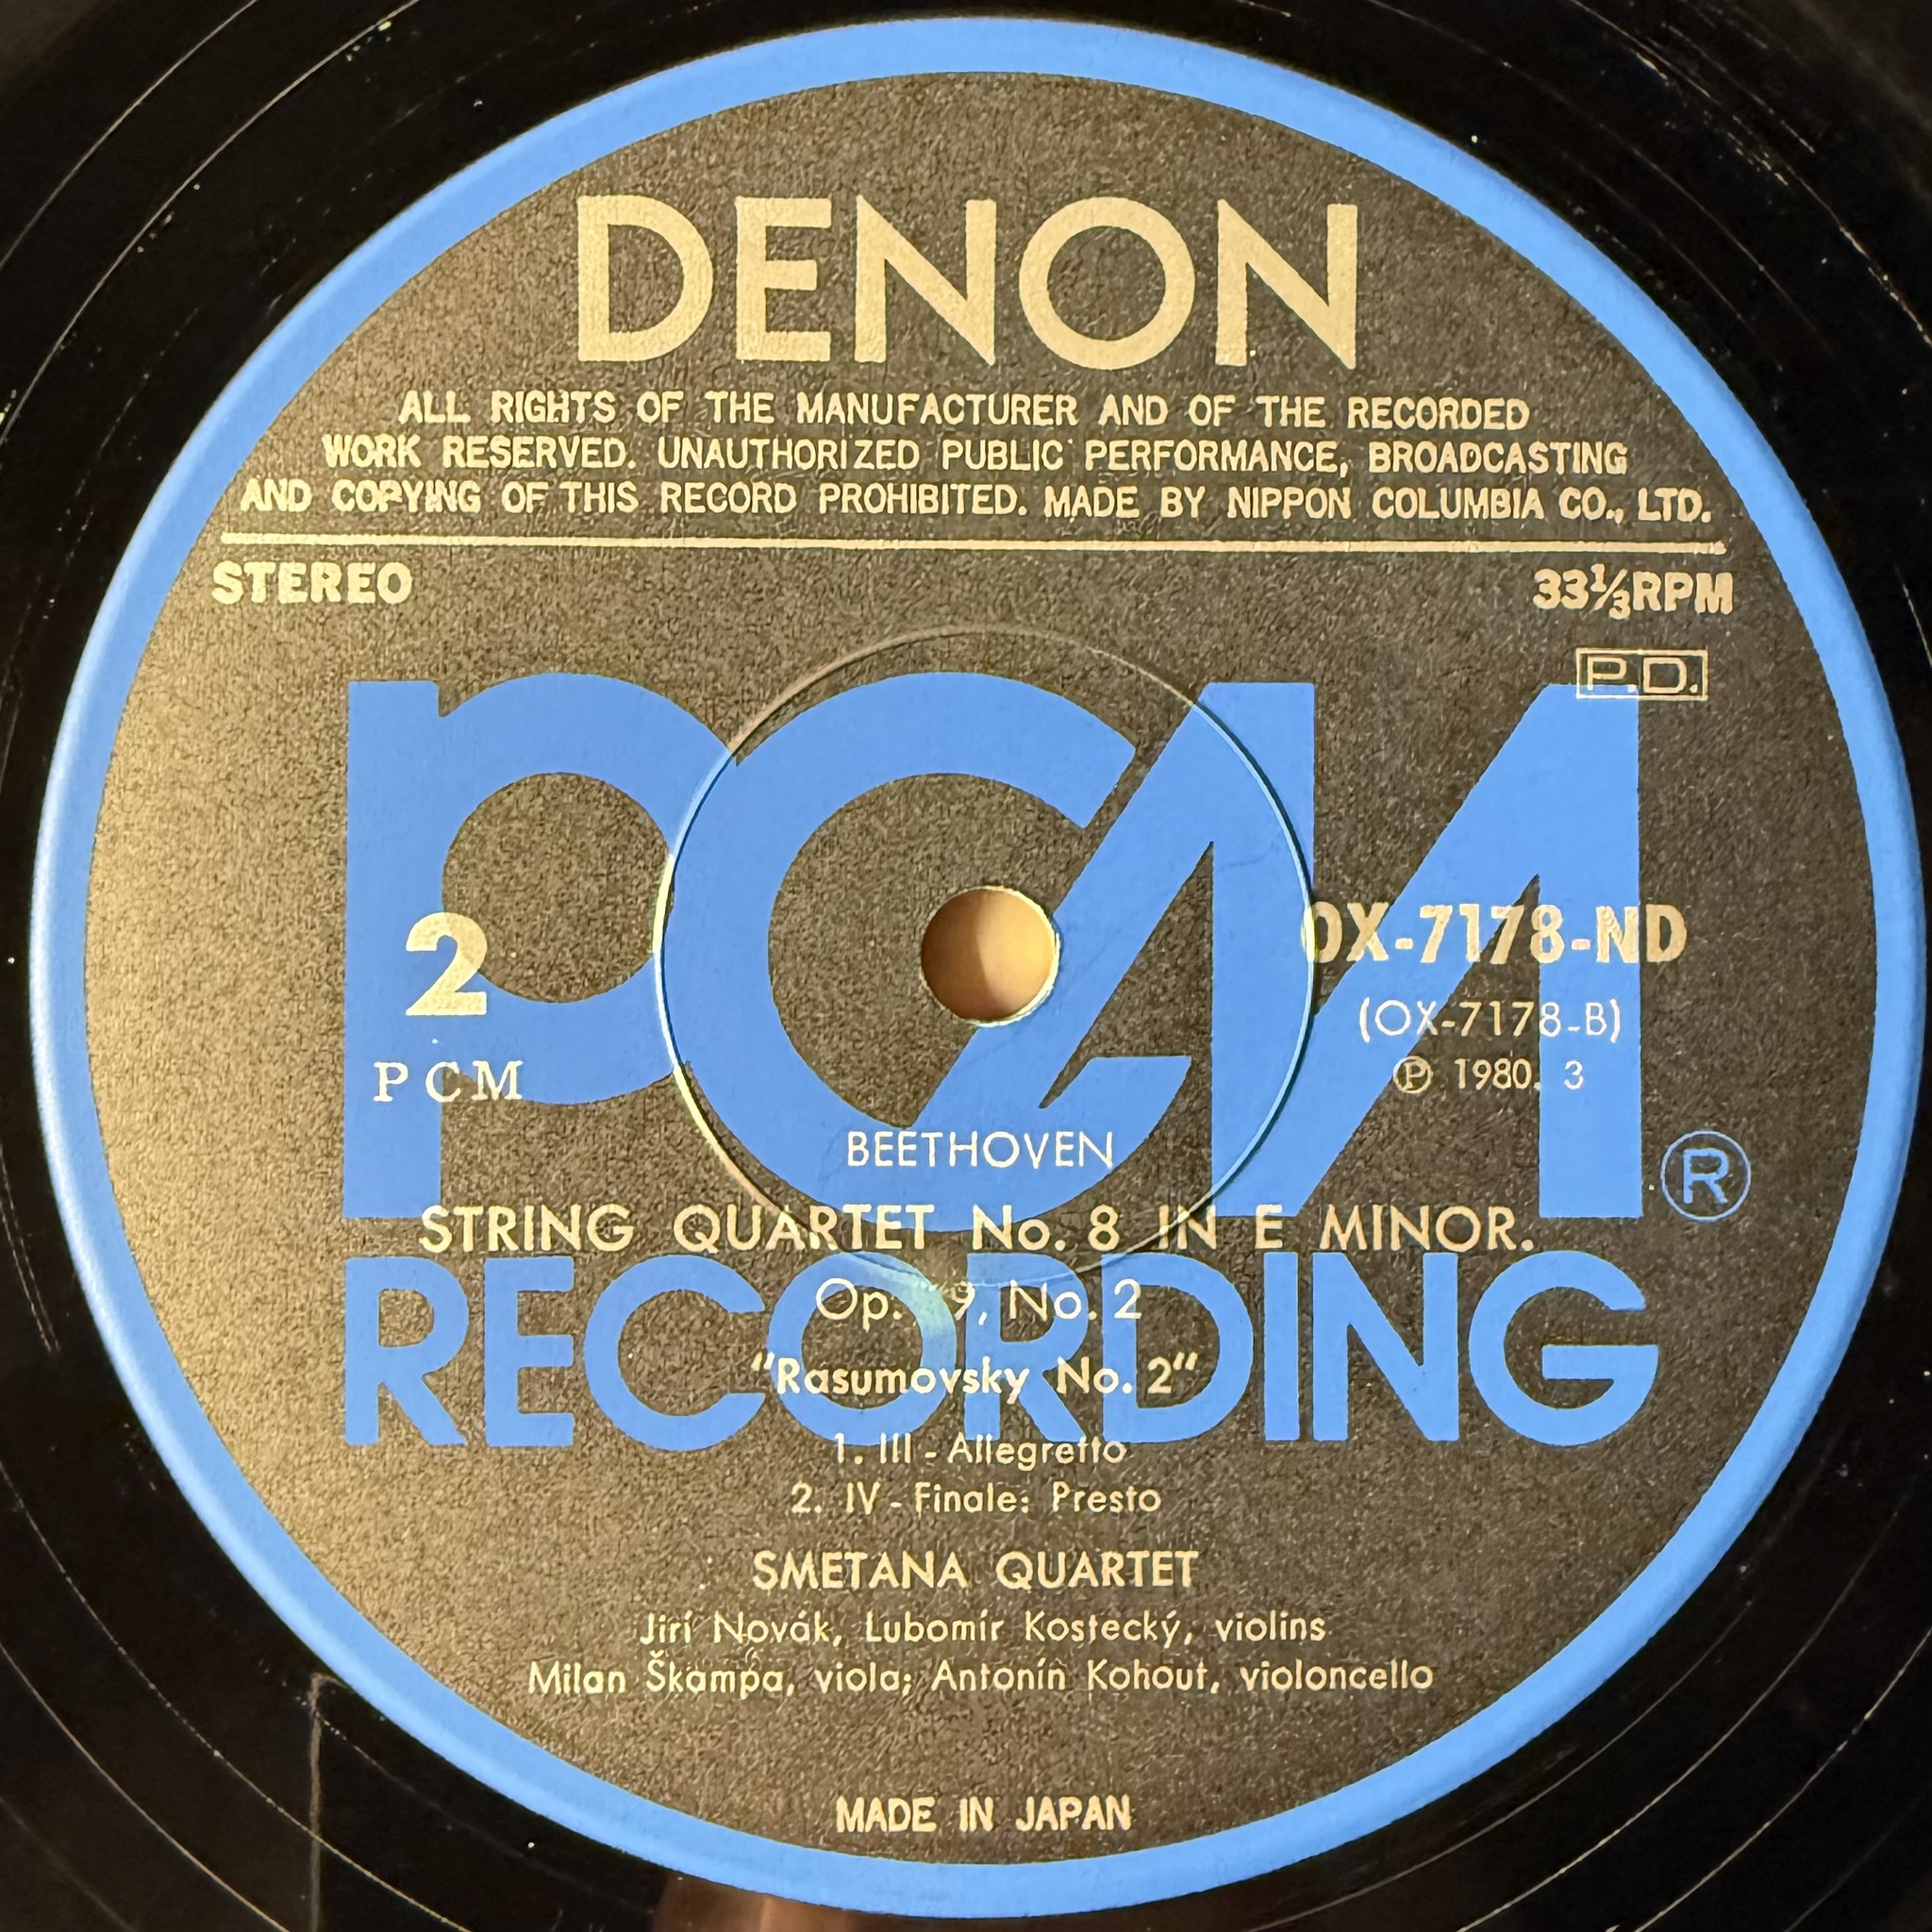 DENON
ALL RIGHTS OF THE MANUFACTURER AND OF THE RECORDED
WORK RESERVED. UNAUTHORIZED PUBLIC PERFORMANCE, BROADCASTING
AND COPYING OF THIS RECORD PROHIBITED. MADE BY NIPPON COLUMBIA CO., LTD.
STEREO
33⅓RPM
P.D.
PCM
RECORDING
®
2
PCM
OX-7178-ND
(OX-7178-B)
℗ 1980. 3
BEETHOVEN
STRING QUARTET No. 8 IN E MINOR.
Op. 9, No. 2
"Rasumovsky No. 2"
1. III - Allegretto
2. IV - Finale: Presto
SMETANA QUARTET
Jirí Novák, Lubomír Kostecký, violins
Milan Škampa, viola; Antonín Kohout, violoncello
MADE IN JAPAN